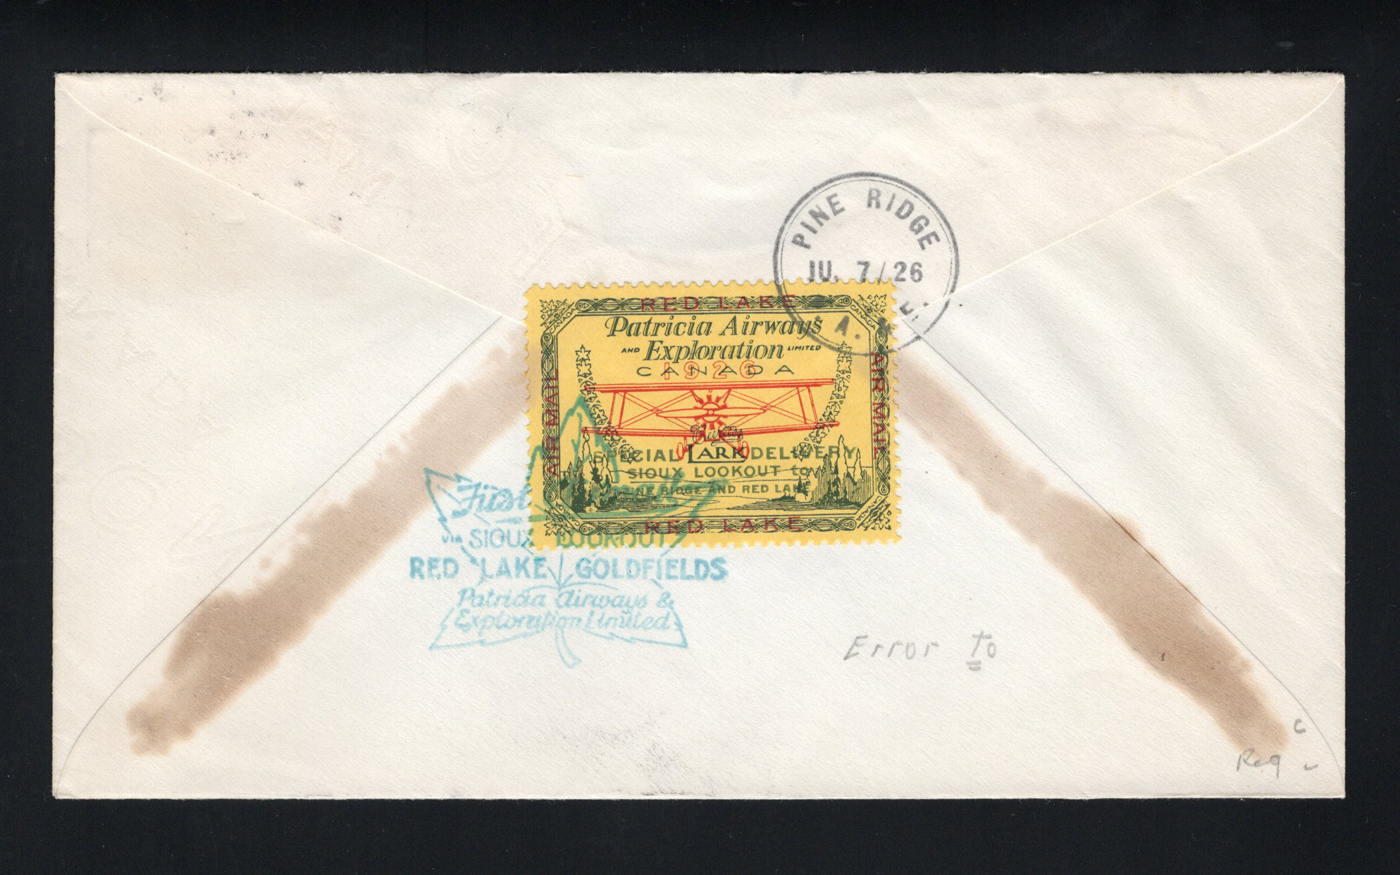 PINE RIDGE
JU. 7/26
RED LAKE
Patricia Airways
AND Exploration LIMITED
CANADA
1926
AIR MAIL
AIR MAIL
SPECIAL LARK DELIVERY
SIOUX LOOKOUT to
PINE RIDGE AND RED LAKE
RED LAKE
First
via SIOUX LOOKOUT
RED LAKE GOLDFIELDS
Patricia Airways &
Exploration Limited
Error to
Reg